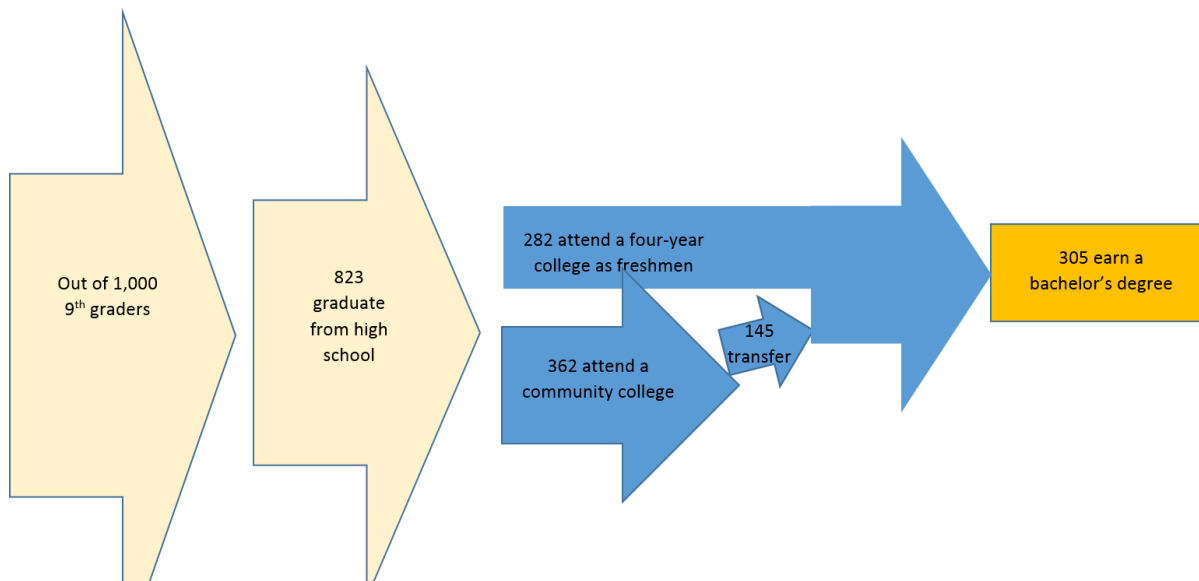 Out of 1,000
9th graders
823
graduate
from high
school
282 attend a four-year
college as freshmen
362 attend a
community college
145
transfer
305 earn a
bachelor's degree